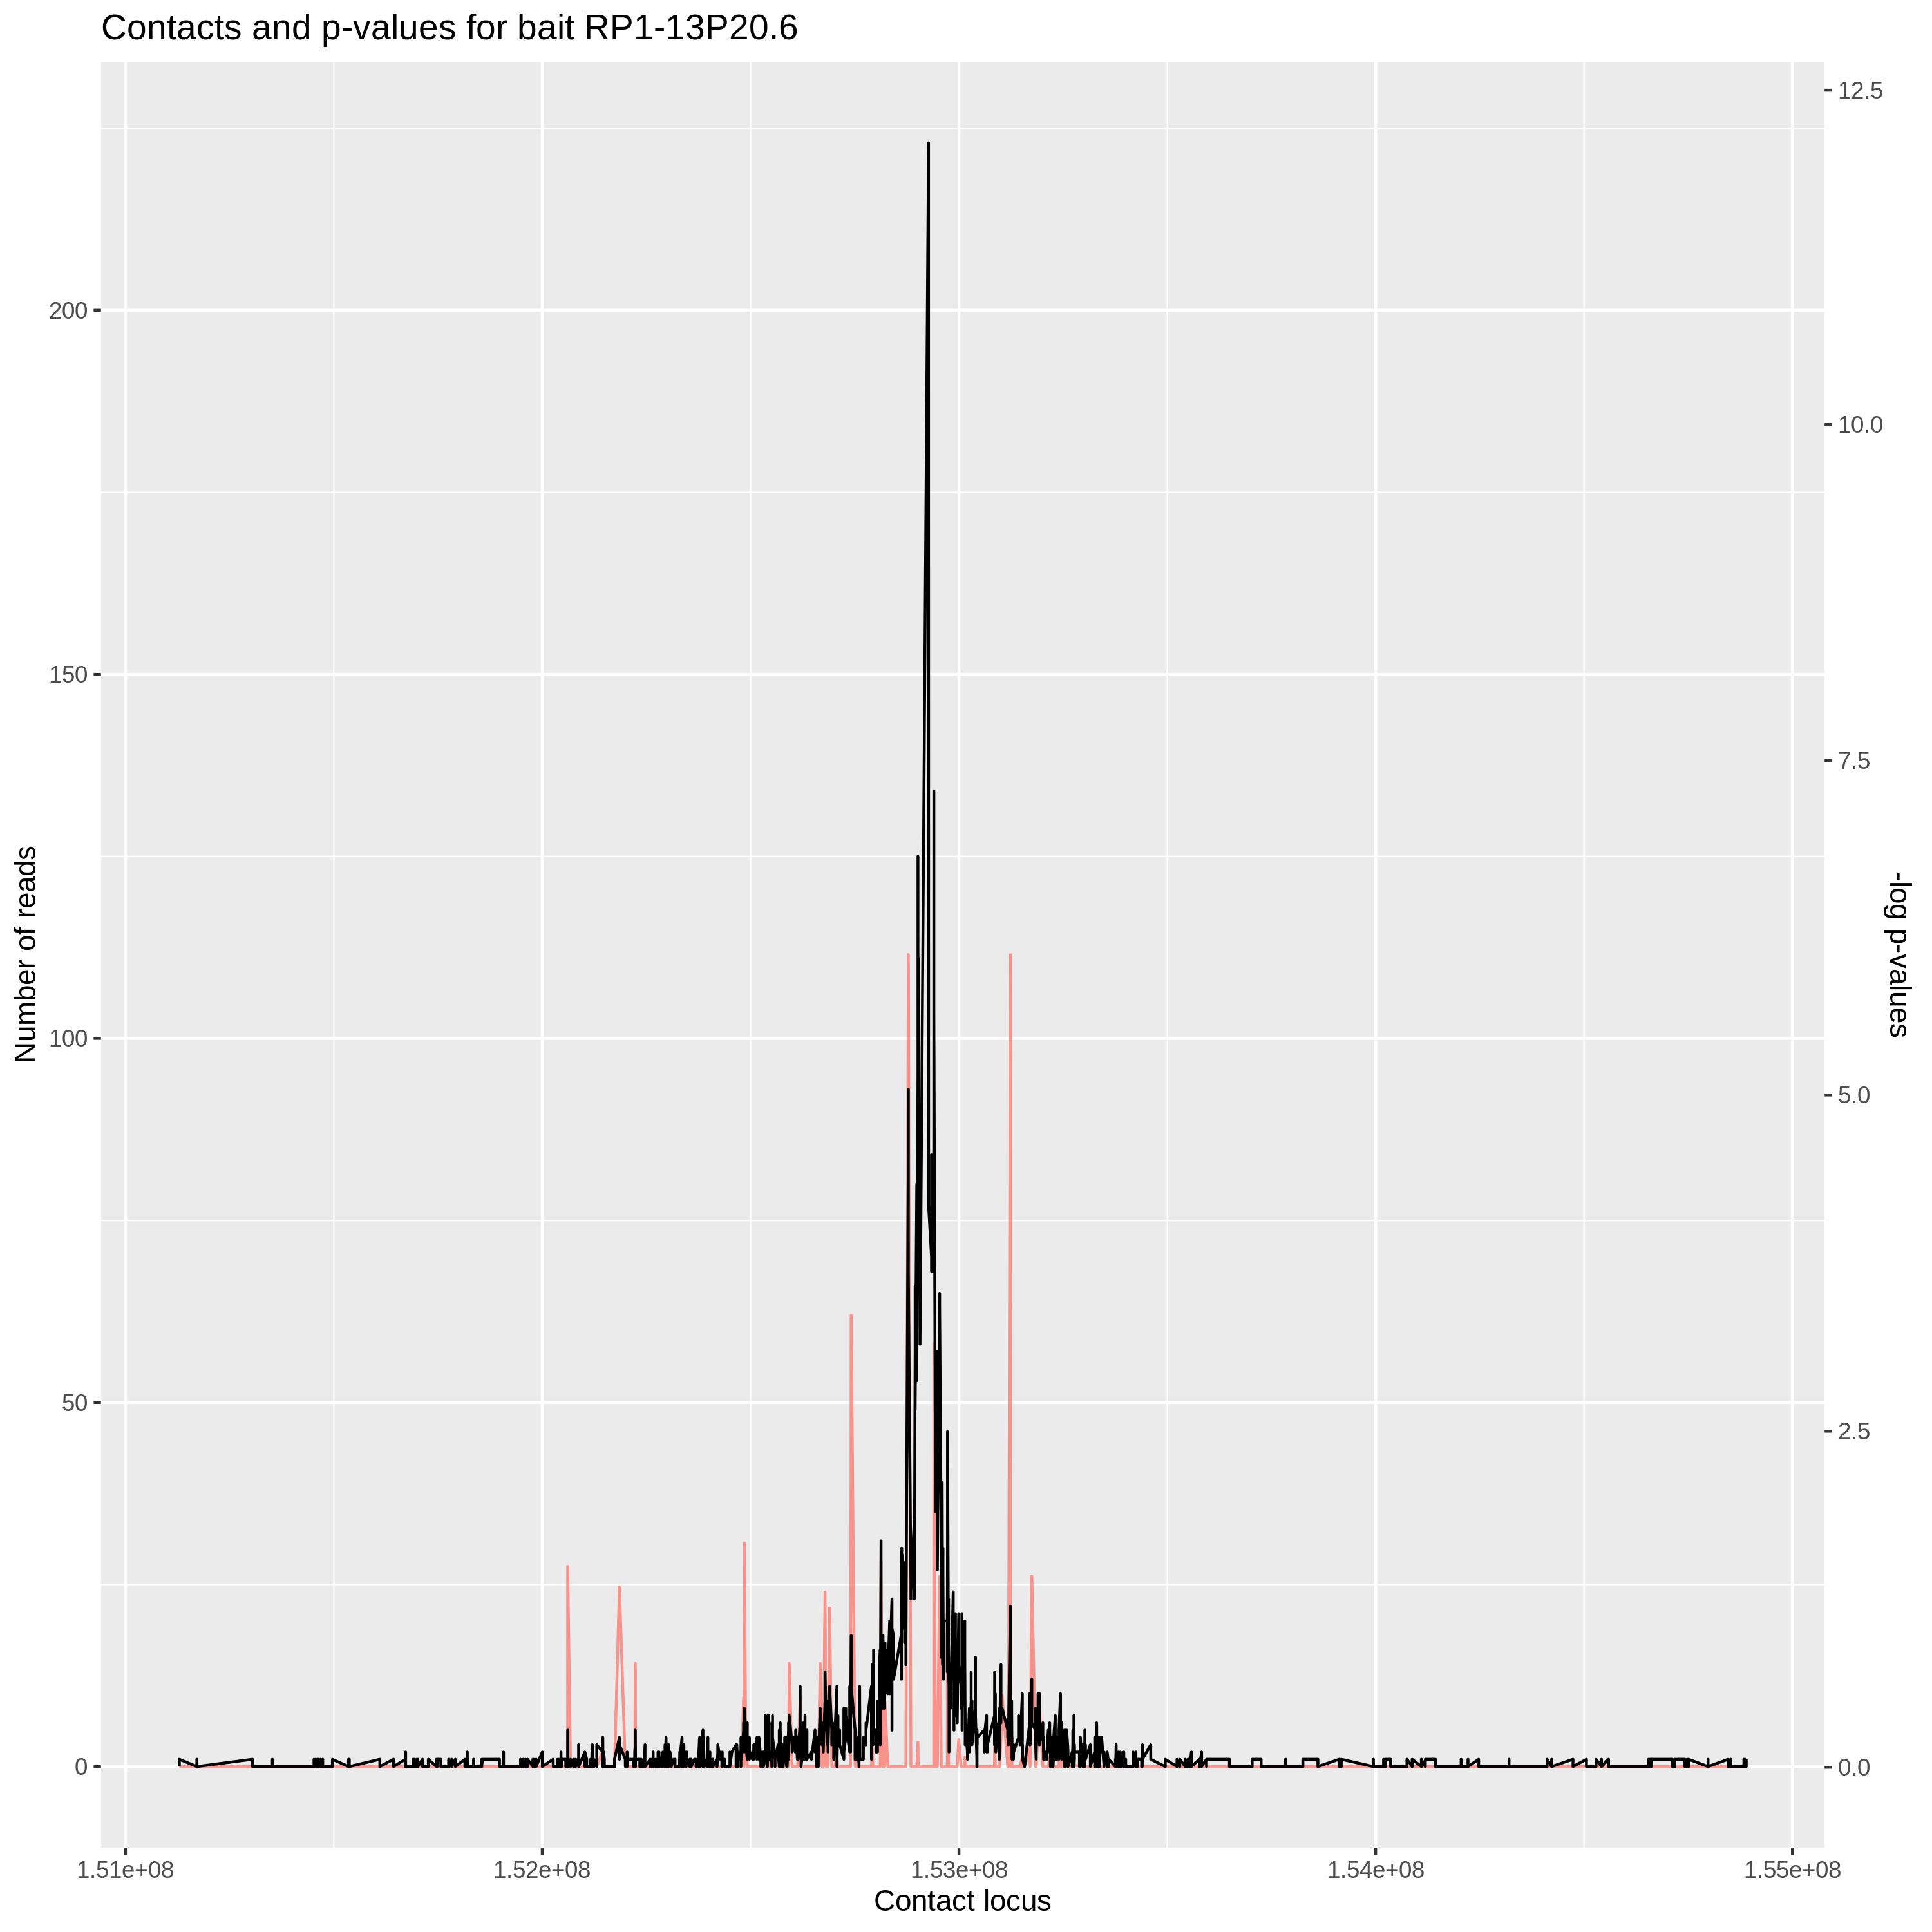 Contacts and p-values for bait RP1-13P20.6
Number of reads
200
150
100
50
0
12.5
10.0
7.5
5.0
2.5
0.0
-log p-values
1.51e+08
1.52e+08
1.53e+08
1.54e+08
1.55e+08
Contact locus